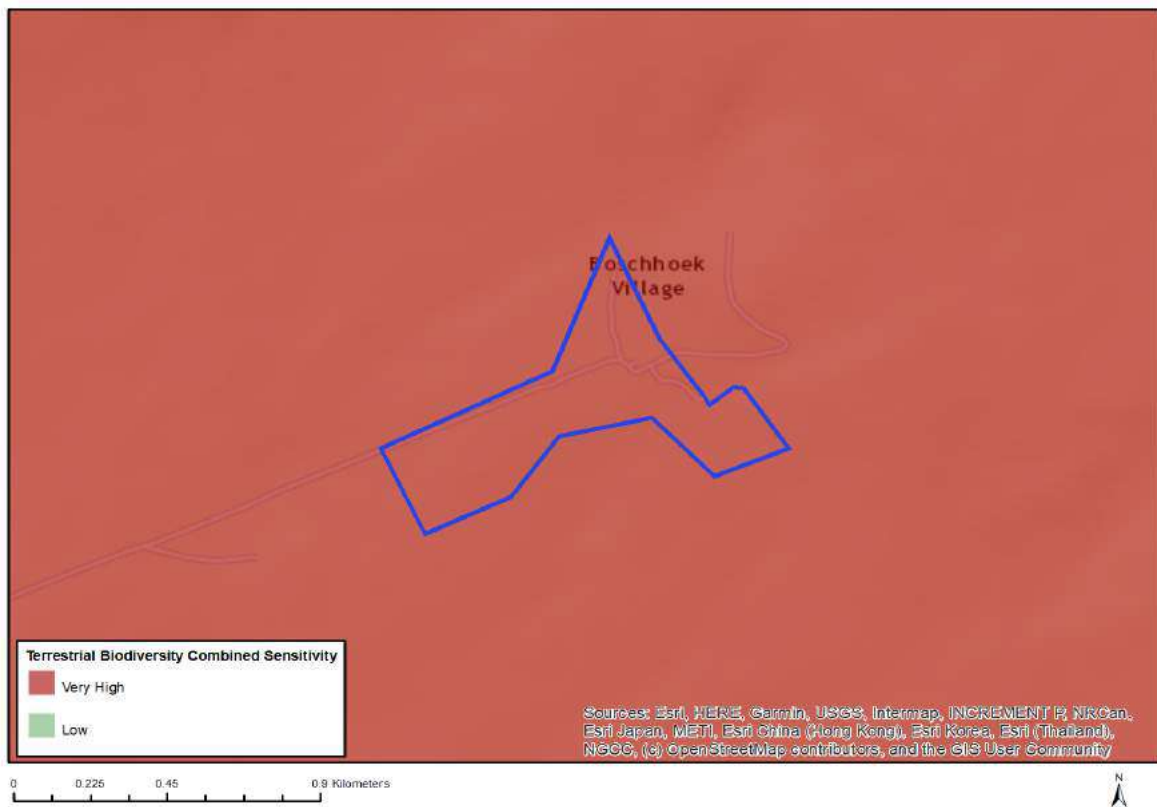 Boschhoek
Village
Terrestrial Biodiversity Combined Sensitivity
Very High
Low
Sources: Esri, HERE, Garmin, USGS, Intermap, INCREMENT P, NRCan,
Esri Japan, METI, Esri China (Hong Kong), Esri Korea, Esri (Thailand),
NGCC, (c) OpenStreetMap contributors, and the GIS User Community
0 0.225 0.45 0.9 Kilometers
N